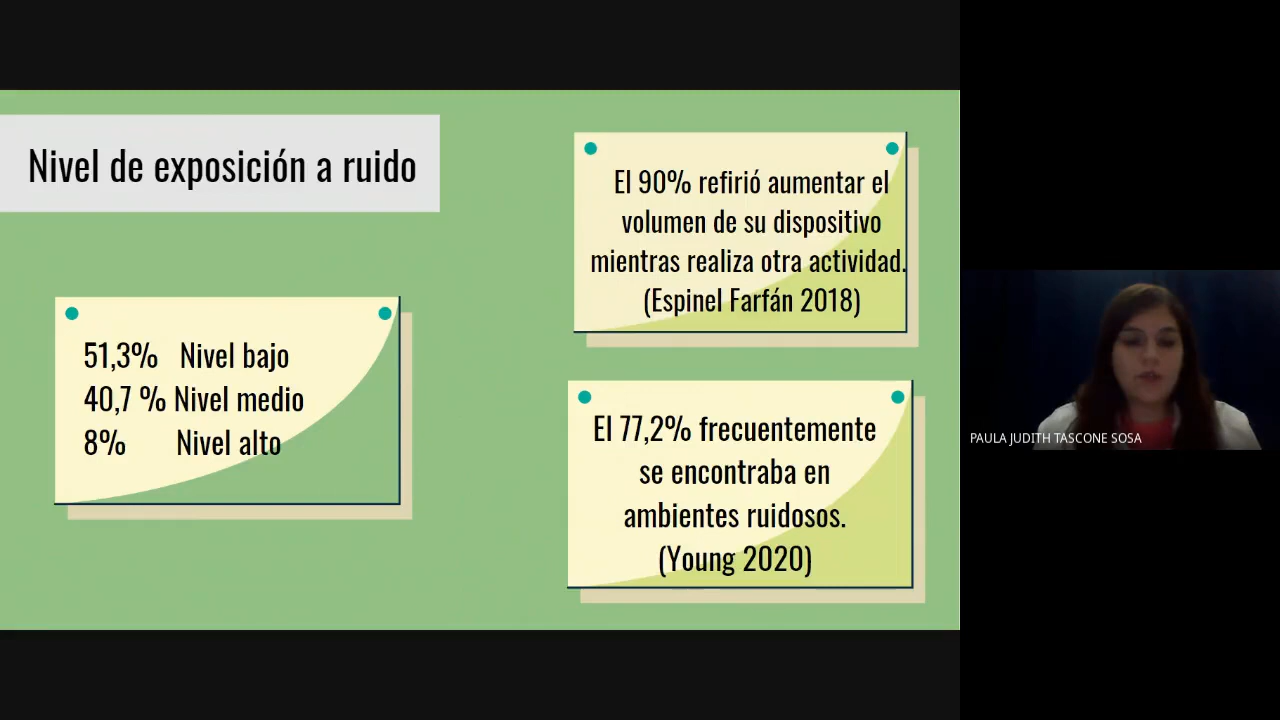 Nivel de exposición a ruido
51,3% Nivel bajo
40,7 % Nivel medio
8% Nivel alto
El 90% refirió aumentar el
volumen de su dispositivo
mientras realiza otra actividad.
(Espinel Farfán 2018)
El 77,2% frecuentemente
se encontraba en
ambientes ruidosos.
(Young 2020)
PAULA JUDITH TASCONE SOSA